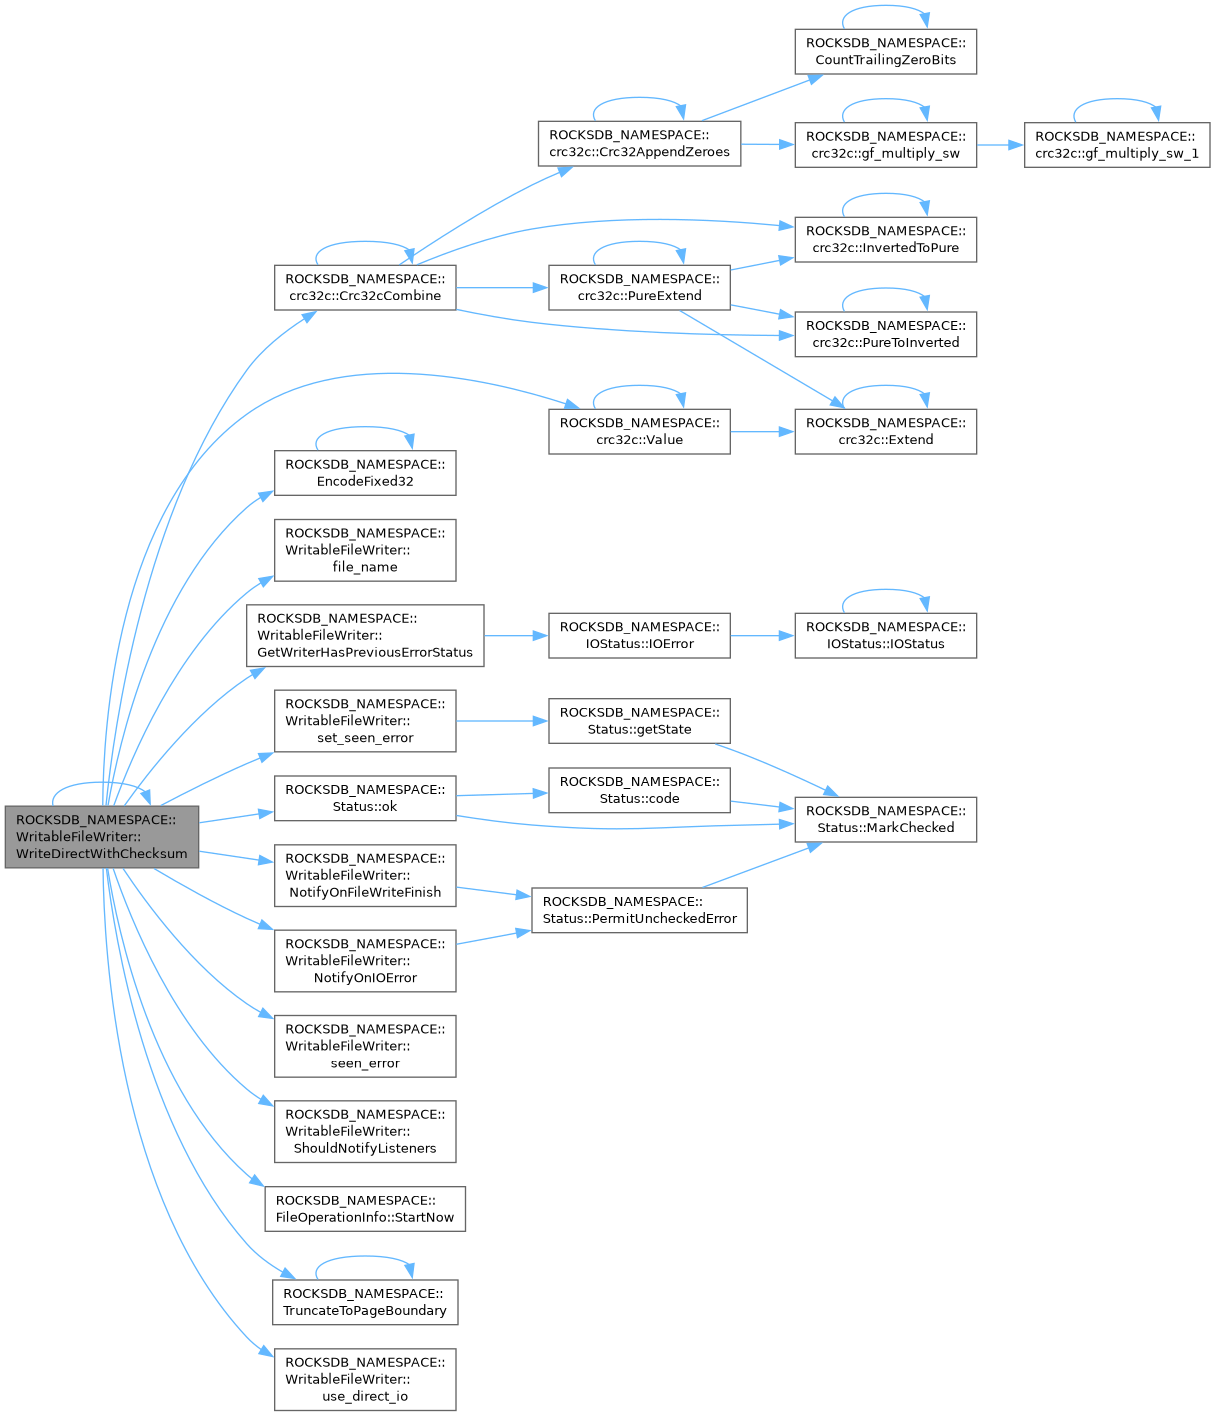 ROCKSDB_NAMESPACE::
CountTrailingZeroBits
ROCKSDB_NAMESPACE::
crc32c::Crc32AppendZeroes
ROCKSDB_NAMESPACE::
crc32c::gf_multiply_sw
ROCKSDB_NAMESPACE::
crc32c::gf_multiply_sw_1
ROCKSDB_NAMESPACE::
crc32c::InvertedToPure
ROCKSDB_NAMESPACE::
crc32c::Crc32cCombine
ROCKSDB_NAMESPACE::
crc32c::PureExtend
ROCKSDB_NAMESPACE::
crc32c::PureToInverted
ROCKSDB_NAMESPACE::
crc32c::Value
ROCKSDB_NAMESPACE::
crc32c::Extend
ROCKSDB_NAMESPACE::
EncodeFixed32
ROCKSDB_NAMESPACE::
WritableFileWriter::
file_name
ROCKSDB_NAMESPACE::
WritableFileWriter::
GetWriterHasPreviousErrorStatus
ROCKSDB_NAMESPACE::
IOStatus::IOError
ROCKSDB_NAMESPACE::
IOStatus::IOStatus
ROCKSDB_NAMESPACE::
WritableFileWriter::
set_seen_error
ROCKSDB_NAMESPACE::
Status::getState
ROCKSDB_NAMESPACE::
Status::ok
ROCKSDB_NAMESPACE::
Status::code
ROCKSDB_NAMESPACE::
Status::MarkChecked
ROCKSDB_NAMESPACE::
WritableFileWriter::
WriteDirectWithChecksum
ROCKSDB_NAMESPACE::
WritableFileWriter::
NotifyOnFileWriteFinish
ROCKSDB_NAMESPACE::
Status::PermitUncheckedError
ROCKSDB_NAMESPACE::
WritableFileWriter::
NotifyOnIOError
ROCKSDB_NAMESPACE::
WritableFileWriter::
seen_error
ROCKSDB_NAMESPACE::
WritableFileWriter::
ShouldNotifyListeners
ROCKSDB_NAMESPACE::
FileOperationInfo::StartNow
ROCKSDB_NAMESPACE::
TruncateToPageBoundary
ROCKSDB_NAMESPACE::
WritableFileWriter::
use_direct_io